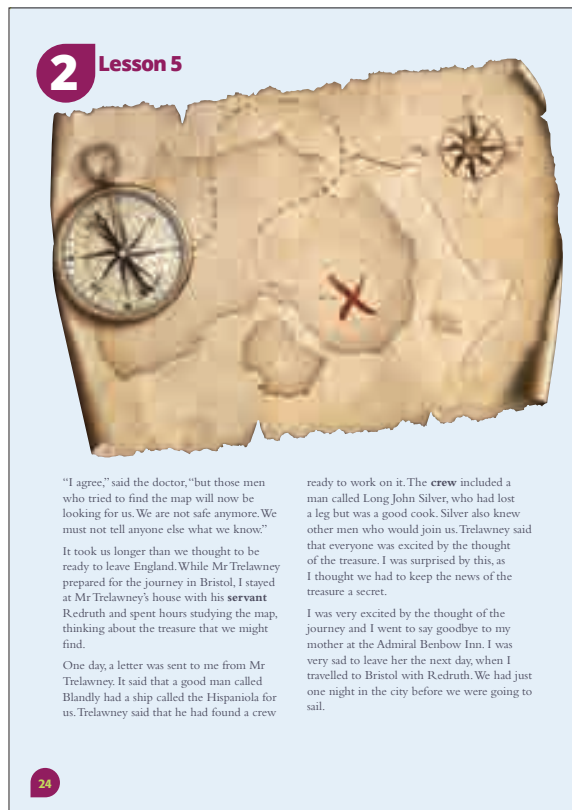 2
Lesson 5
“I agree,” said the doctor, “but those men
who tried to find the map will now be
looking for us. We are not safe anymore. We
must not tell anyone else what we know.”
It took us longer than we thought to be
ready to leave England. While Mr Trelawney
prepared for the journey in Bristol, I stayed
at Mr Trelawney’s house with his servant
Redruth and spent hours studying the map,
thinking about the treasure that we might
find.
One day, a letter was sent to me from Mr
Trelawney. It said that a good man called
Blandly had a ship called the Hispaniola for
us. Trelawney said that he had found a crew
ready to work on it. The crew included a
man called Long John Silver, who had lost
a leg but was a good cook. Silver also knew
other men who would join us. Trelawney said
that everyone was excited by the thought
of the treasure. I was surprised by this, as
I thought we had to keep the news of the
treasure a secret.
I was very excited by the thought of the
journey and I went to say goodbye to my
mother at the Admiral Benbow Inn. I was
very sad to leave her the next day, when I
travelled to Bristol with Redruth. We had just
one night in the city before we were going to
sail.
24